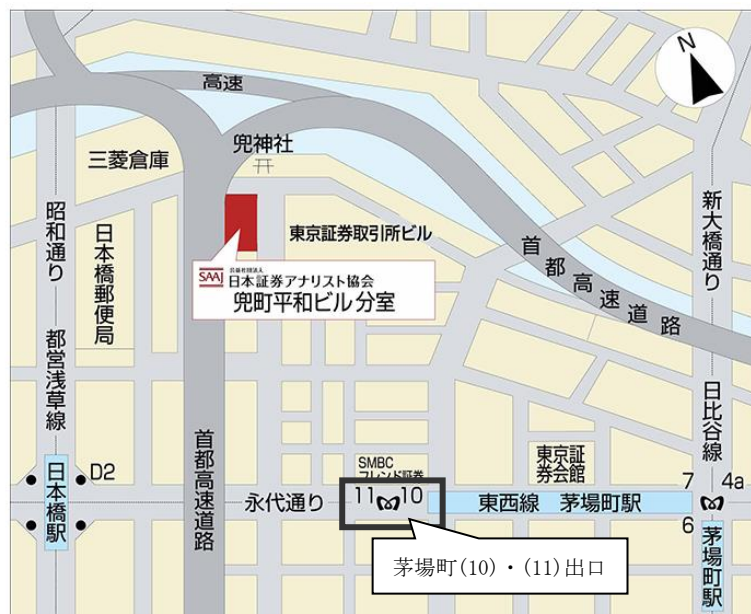 高速
N
兜神社
三菱倉庫
昭和通り
日本橋郵便局
東京証券取引所ビル
新大橋通り
首都高速道路
SAAJ 公益社団法人
日本証券アナリスト協会
兜町平和ビル分室
都営浅草線
日比谷線
首都高速道路
日本橋駅
D2
SMBC
フレンド証券
東京証
券会館
永代通り
11
10
東西線 茅場町駅
7
4a
6
茅場町駅
茅場町(10)・(11)出口